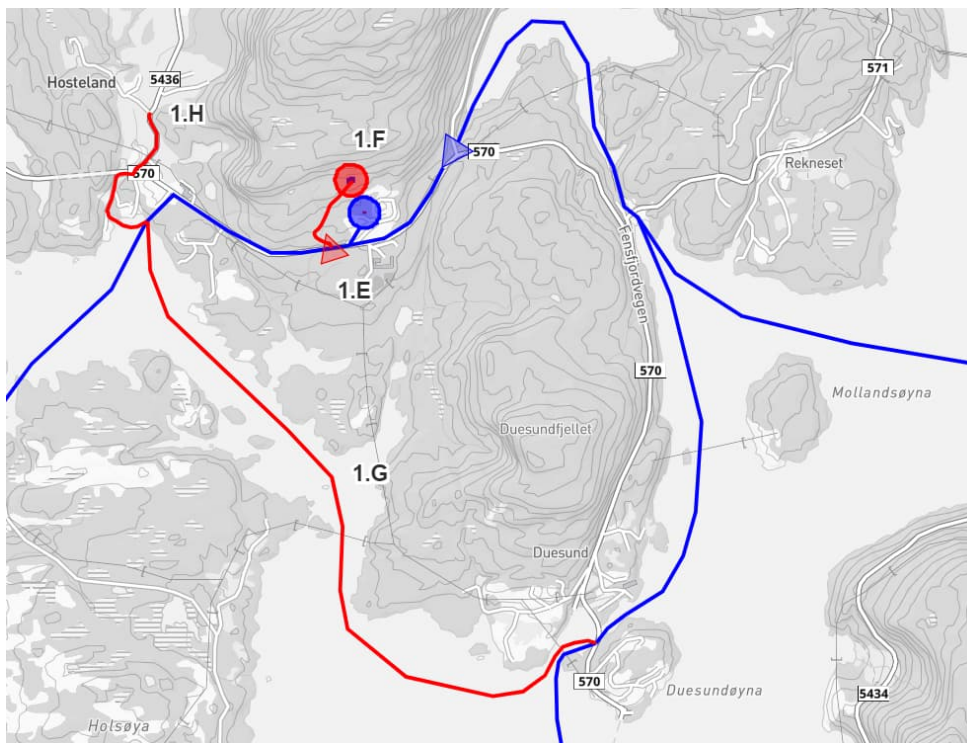 Hosteland
5436
571
1.H
1.F
570
570
Rekneset
Fensfjordvegen
1.E
570
Mollandsøyna
Duesundfjellet
1.G
Duesund
570
Duesundøyna
5434
Holsøya